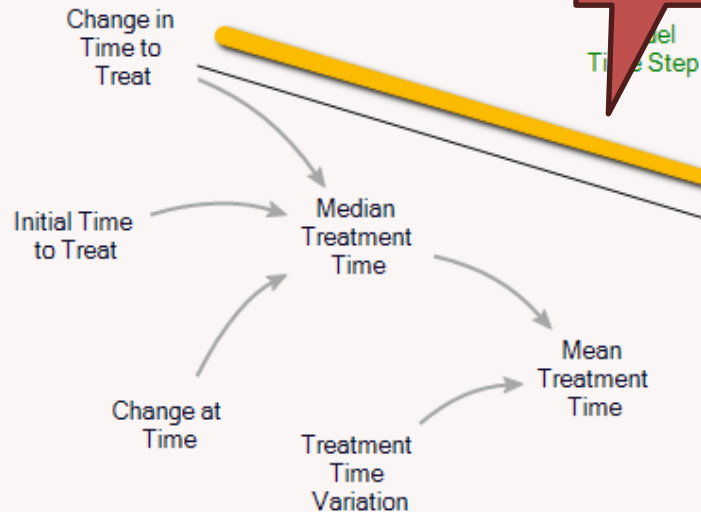 Change in
Time to
Treat
Step
Initial Time
to Treat
Median
Treatment
Time
Mean
Treatment
Time
Change at
Time
Treatment
Time
Variation